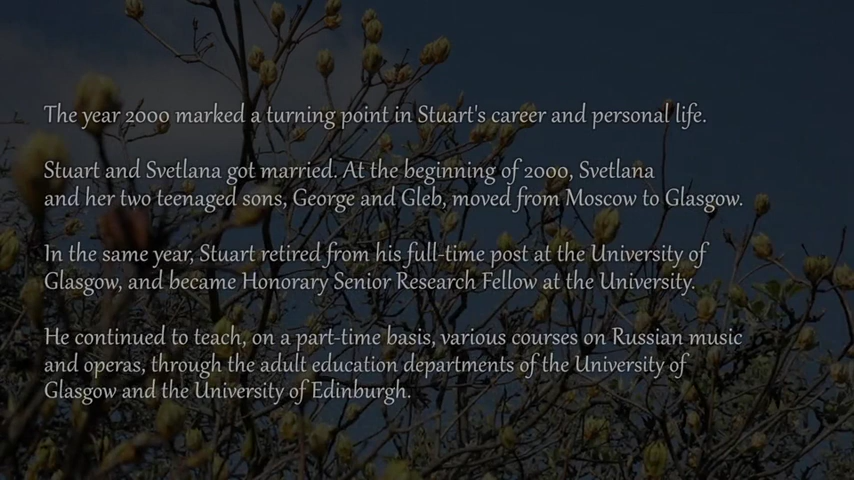 The year 2000 marked a turning point in Stuart's career and personal life.
Stuart and Svetlana got married. At the beginning of 2000, Svetlana
and her two teenaged sons, George and Gleb, moved from Moscow to Glasgow.
In the same year, Stuart retired from his full-time post at the University of
Glasgow, and became Honorary Senior Research Fellow at the University.
He continued to teach, on a part-time basis, various courses on Russian music
and operas, through the adult education departments of the University of
Glasgow and the University of Edinburgh.